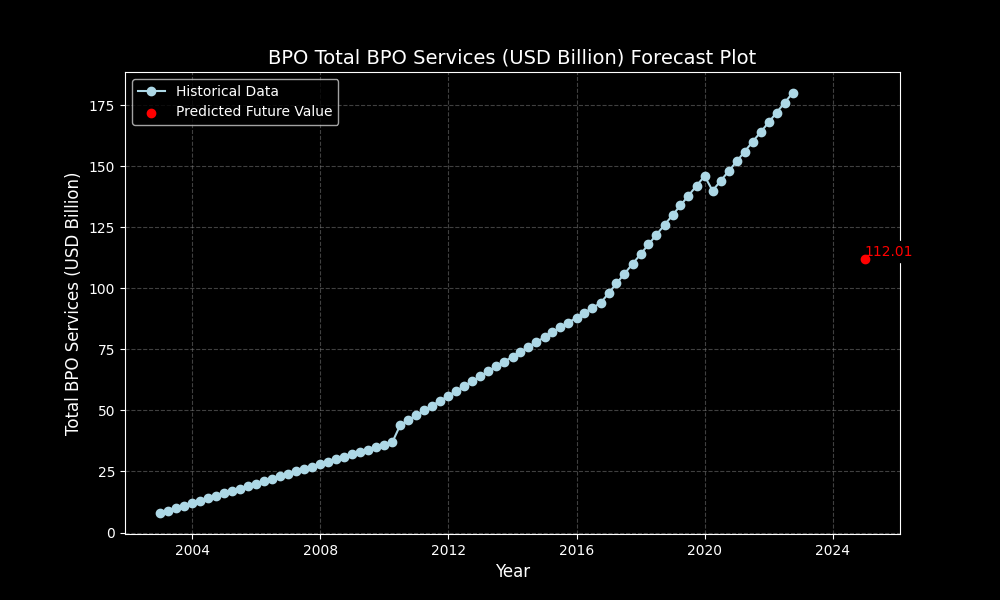 BPO Total BPO Services (USD Billion) Forecast Plot
Historical Data
Predicted Future Value
Total BPO Services (USD Billion)
175
150
125
100
75
50
25
0
112.01
2004 2008 2012 2016 2020 2024
Year